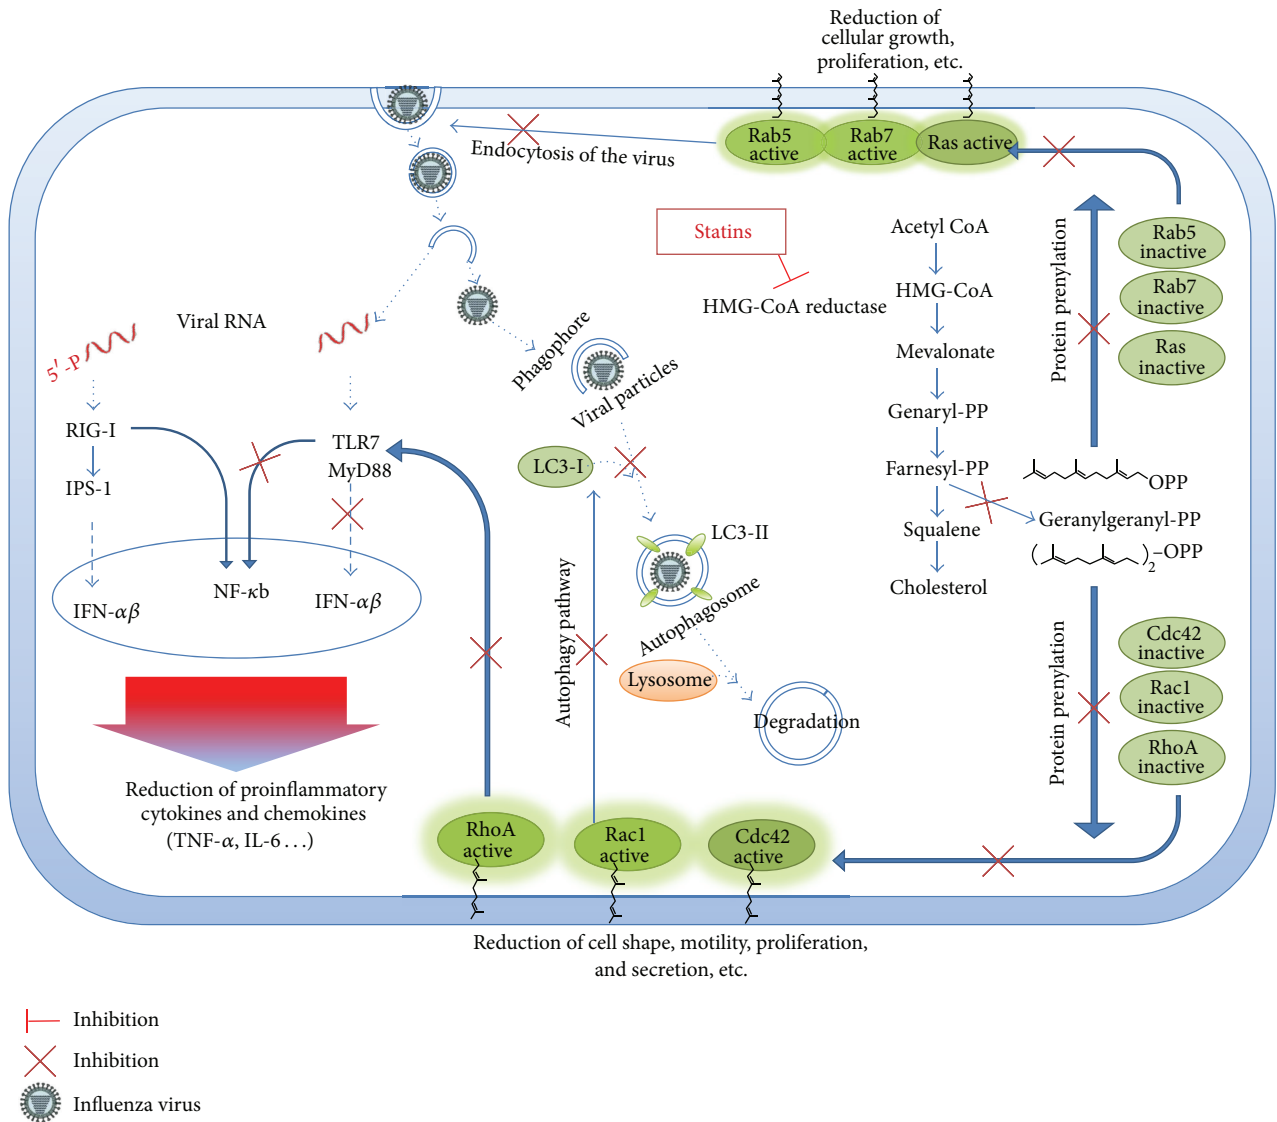 Reduction of
cellular growth,
proliferation, etc.
Rab5
active
Rab7
active
Ras active
Endocytosis of the virus
Statins
HMG-CoA reductase
Acetyl CoA
HMG-CoA
Mevalonate
Genaryl-PP
Farnesyl-PP
Squalene
Cholesterol
Protein prenylation
Rab5
inactive
Rab7
inactive
Ras
inactive
OPP
Geranylgeranyl-PP
( )2 –OPP
Protein prenylation
Cdc42
inactive
Rac1
inactive
RhoA
inactive
Viral RNA
5′-P
RIG-I
IPS-1
TLR7
MyD88
IFN-αβ
NF-κb
IFN-αβ
Phagophore
Viral particles
LC3-I
LC3-II
Autophagosome
Autophagy pathway
Lysosome
Degradation
Reduction of proinflammatory
cytokines and chemokines
(TNF-α, IL-6 . . .)
RhoA
active
Rac1
active
Cdc42
active
Reduction of cell shape, motility, proliferation,
and secretion, etc.
Inhibition
Inhibition
Influenza virus